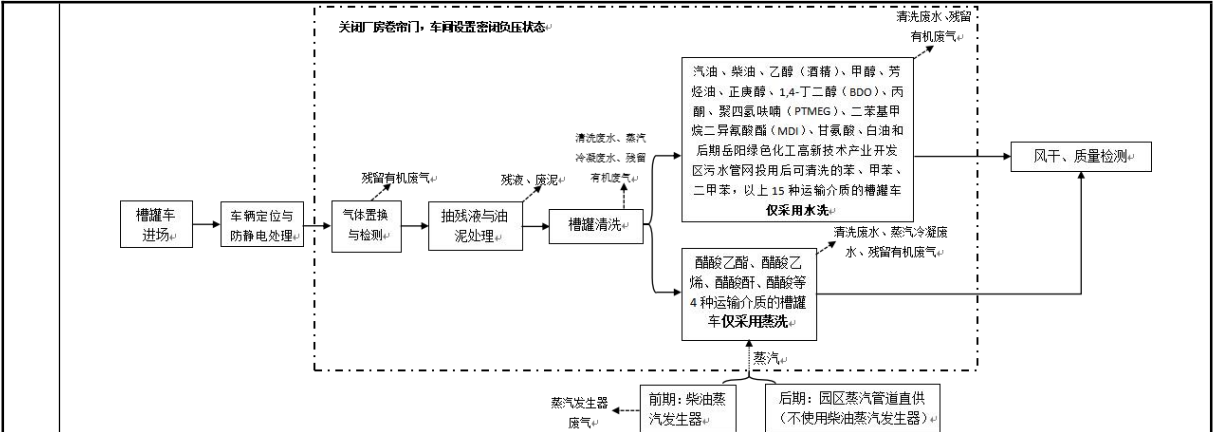 关闭厂房卷帘门，车间设置密闭负压状态
清洗废水、残留
有机废气
汽油、柴油、乙醇（酒精）、甲醇、芳
烃油、正庚醇、1,4-丁二醇（BDO）、丙
酮、聚四氢呋喃（PTMEG）、二苯基甲
烷二异氰酸酯（MDI）、甘氨酸、白油和
后期岳阳绿色化工高新技术产业开发
区污水管网投用后可清洗的苯、甲苯、
二甲苯，以上 15 种运输介质的槽罐车
仅采用水洗
风干、质量检测
清洗废水、蒸汽
冷凝废水、残留
有机废气
残留有机废气
残液、废泥
槽罐车
进场
车辆定位与
防静电处理
气体置换
与检测
抽残液与油
泥处理
槽罐清洗
清洗废水、蒸汽冷凝废
水、残留有机废气
醋酸乙酯、醋酸乙
烯、醋酸酐、醋酸等
4 种运输介质的槽罐
车仅采用蒸洗
蒸汽
蒸汽发生器
废气
前期：柴油蒸
汽发生器
后期：园区蒸汽管道直供
（不使用柴油蒸汽发生器）